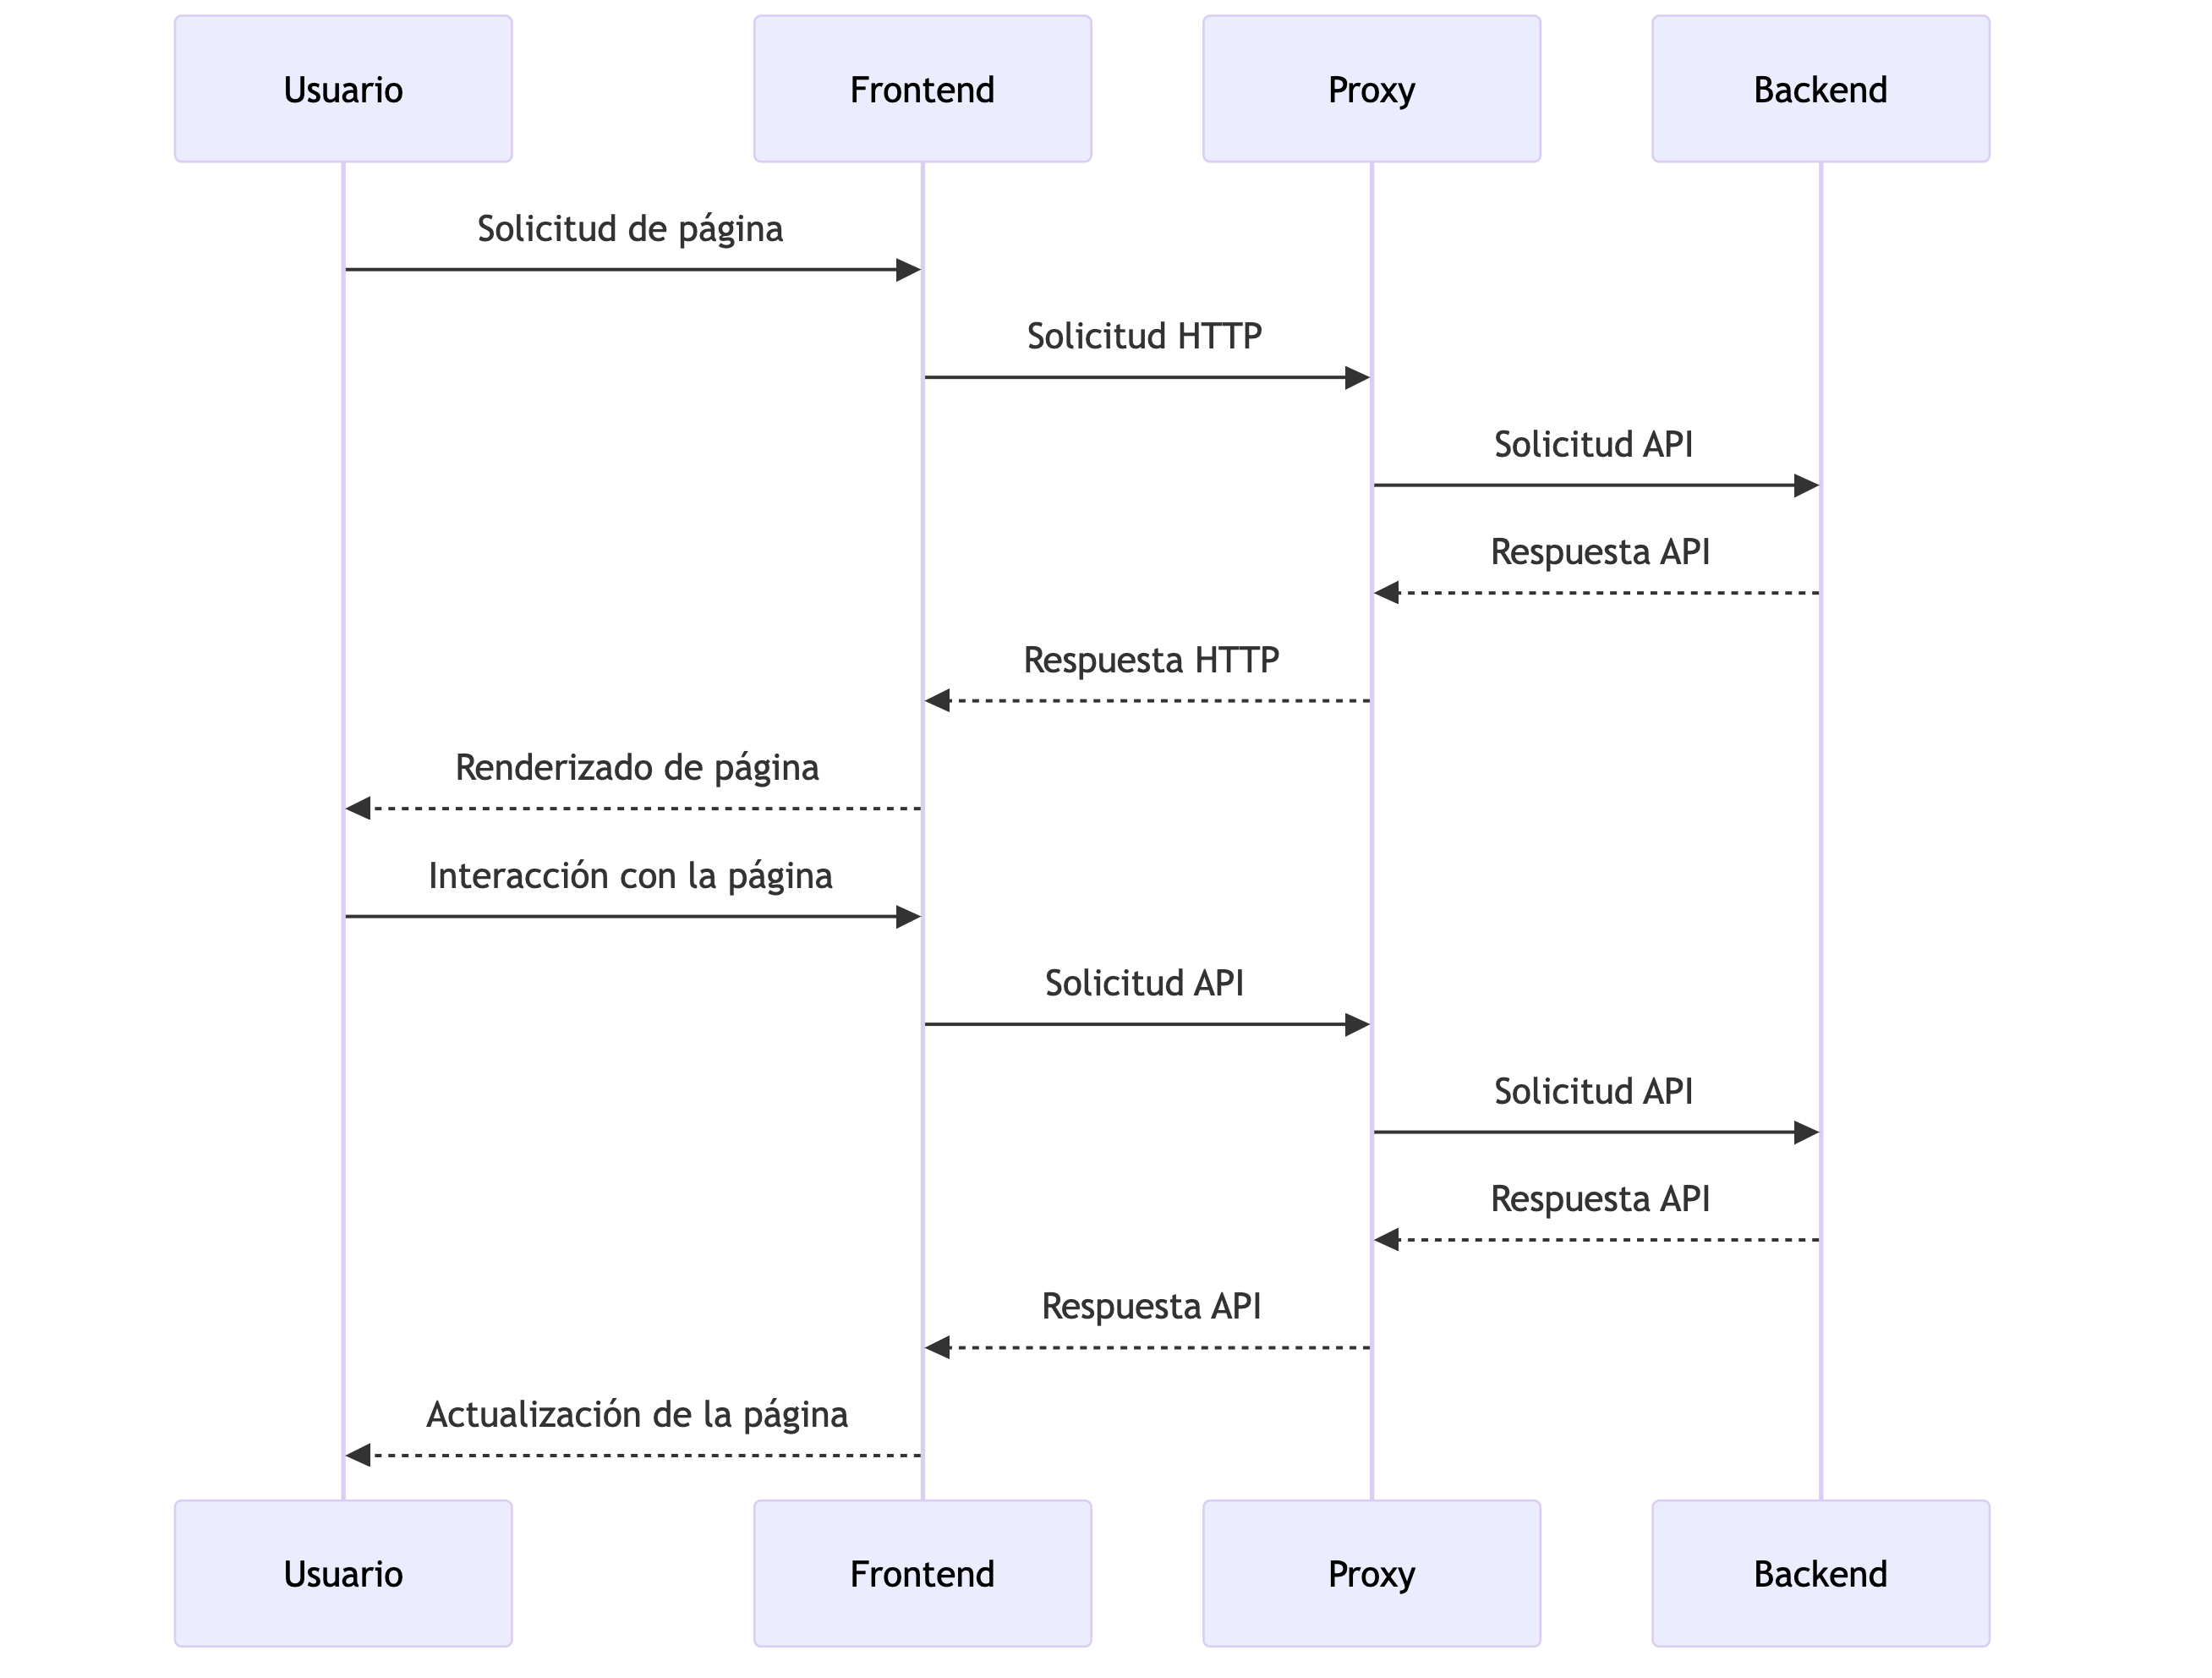 Usuario
Frontend
Proxy
Backend
Solicitud de página
Solicitud HTTP
Solicitud API
Respuesta API
Respuesta HTTP
Renderizado de página
Interacción con la página
Solicitud API
Solicitud API
Respuesta API
Respuesta API
Actualización de la página
Usuario
Frontend
Proxy
Backend